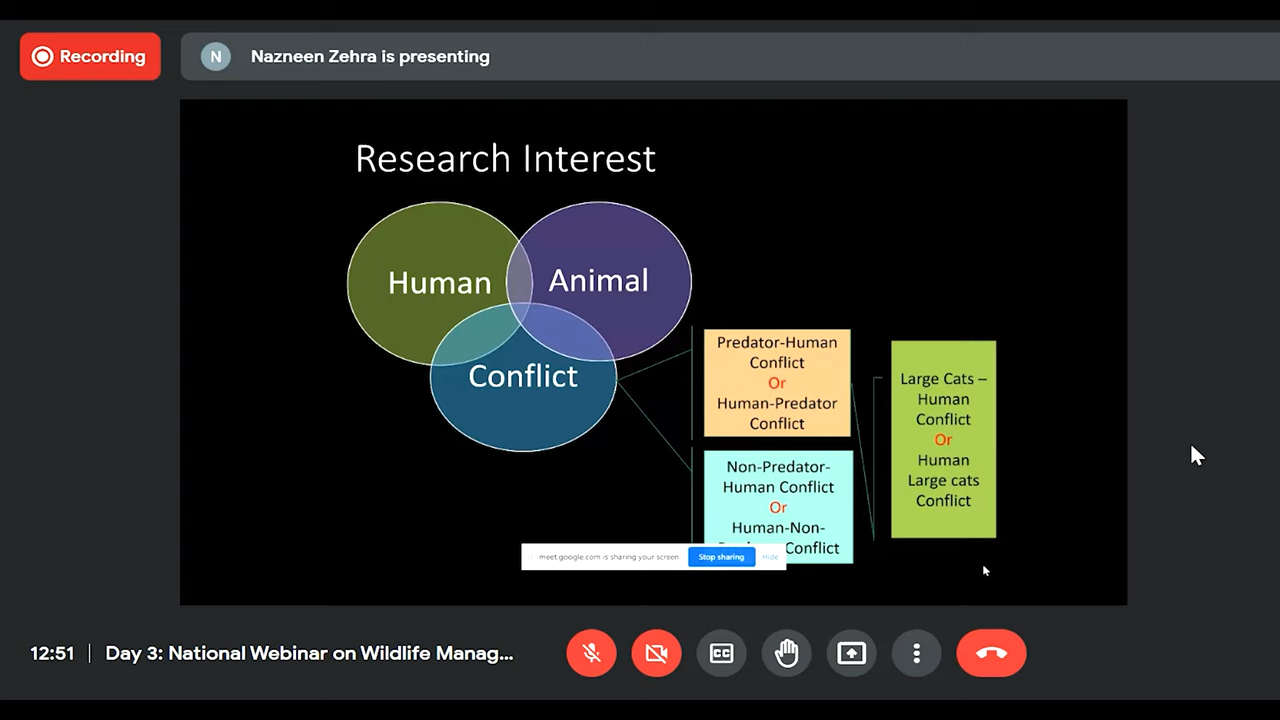 Recording
N
Nazneen Zehra is presenting
Research Interest
Human
Animal
Conflict
Predator-Human
Conflict
Or
Human-Predator
Conflict
Non-Predator-
Human Conflict
Or
Human-Non-
Conflict
Large Cats –
Human
Conflict
Or
Human
Large cats
Conflict
meet.google.com is sharing your screen.
Stop sharing
Hide
12:51
Day 3: National Webinar on Wildlife Manag...
CC